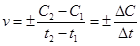 v = ± (C₂ − C₁)/(t₂ − t₁) = ± ΔC/Δt